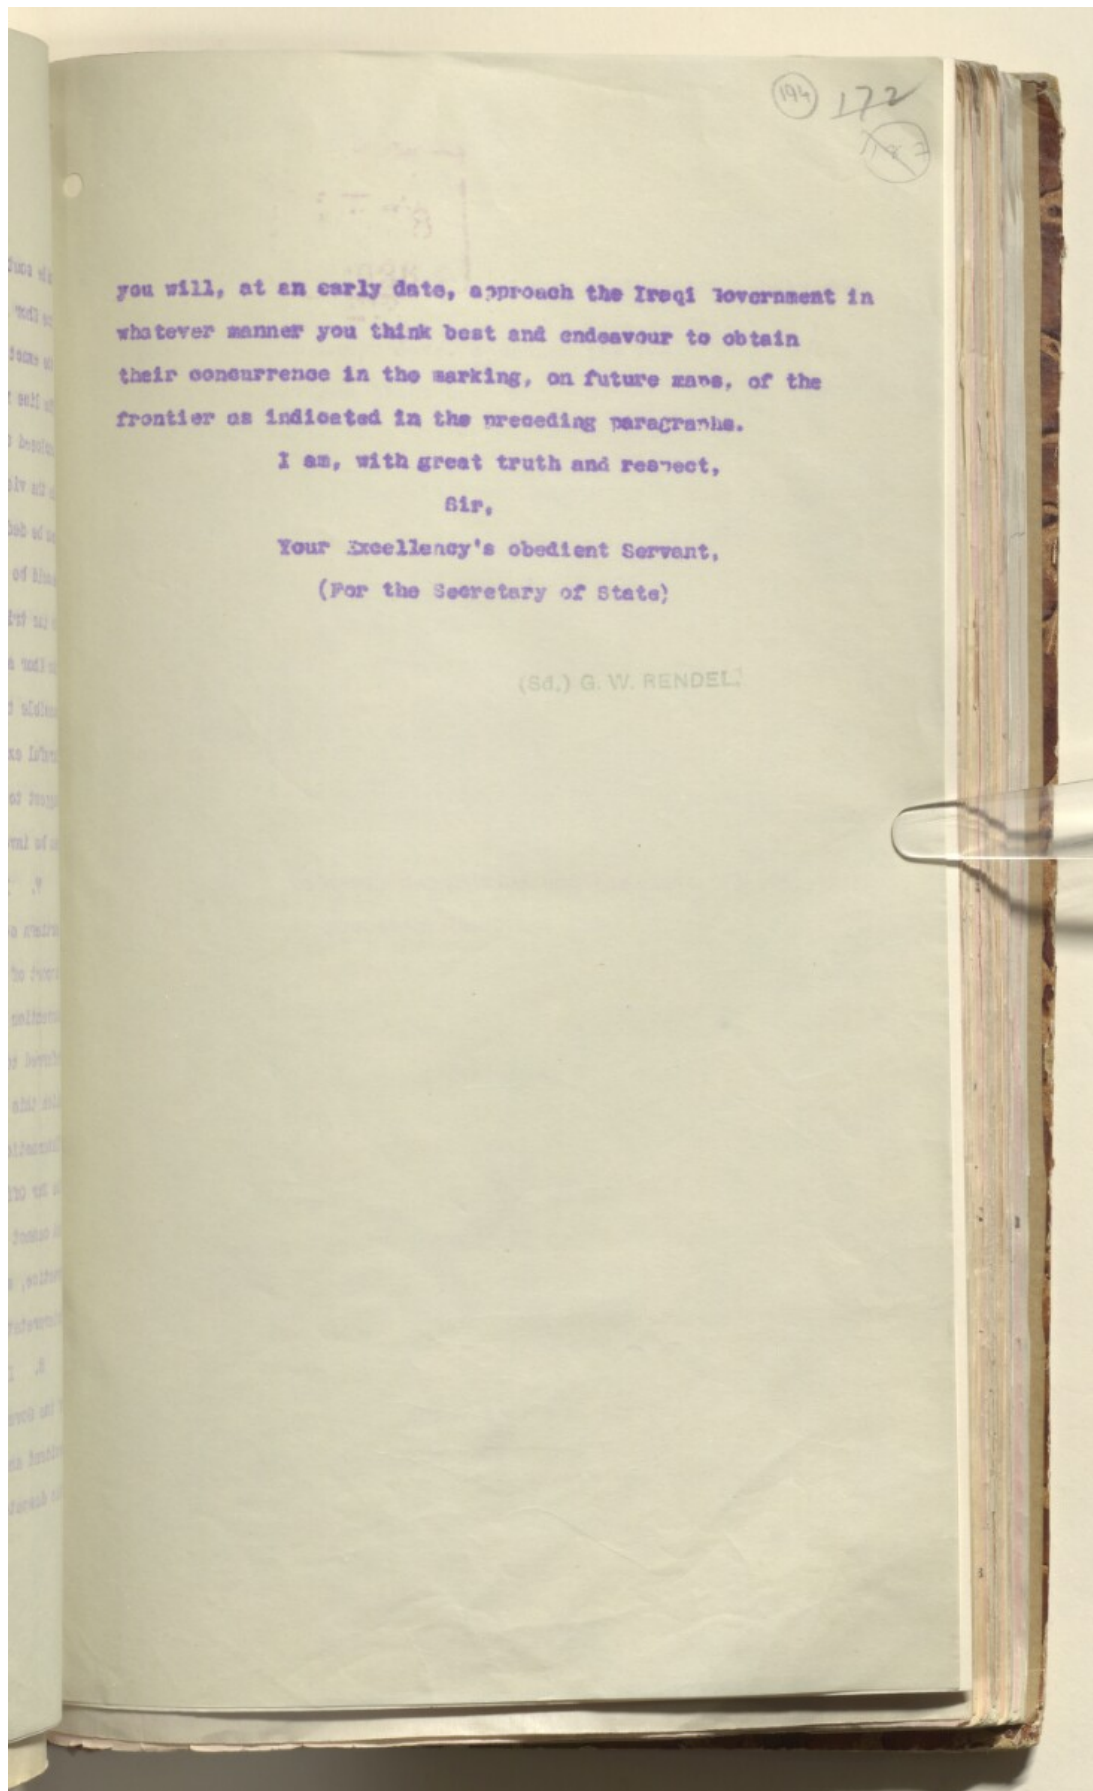 194 172
you will, at an early date, approach the Iraqi Government in
whatever manner you think best and endeavour to obtain
their concurrence in the marking, on future maps, of the
frontier as indicated in the preceding paragraphs.
I am, with great truth and respect,
Sir,
Your Excellency's obedient Servant,
(For the Secretary of State)
(Sd.) G. W. RENDEL